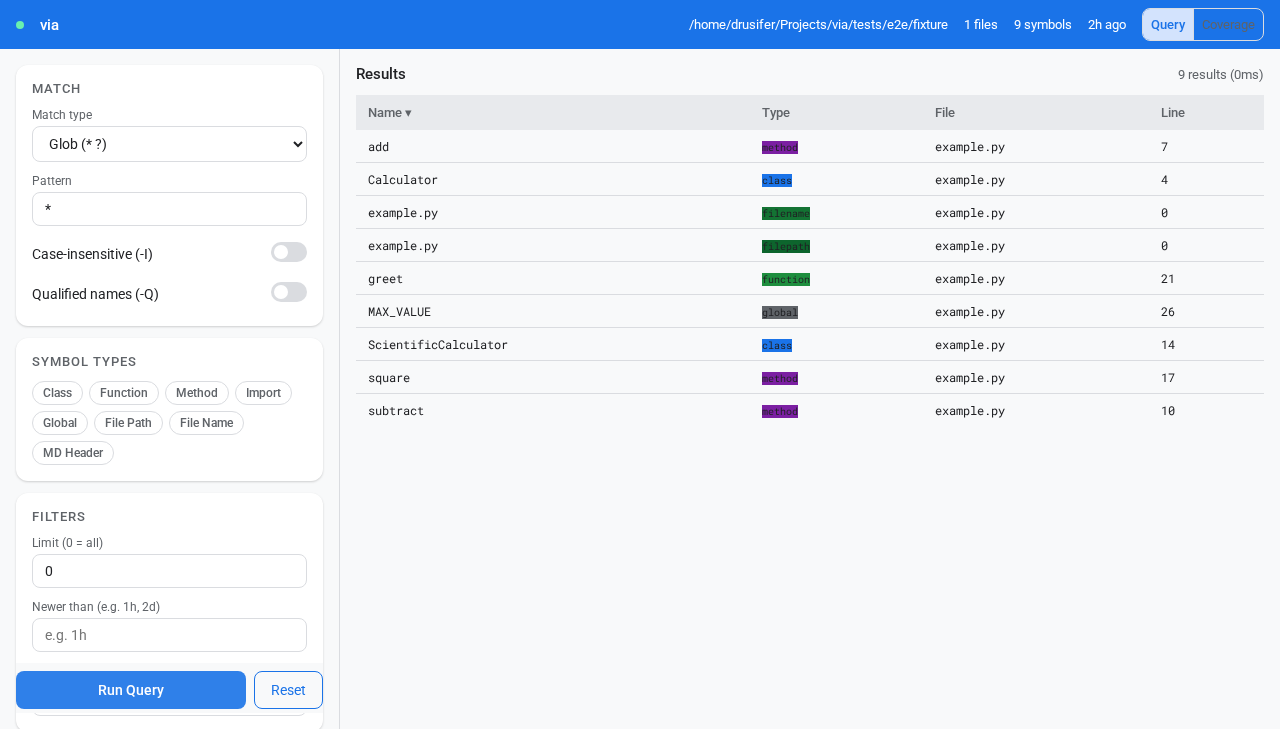 via
/home/drusifer/Projects/via/tests/e2e/fixture 1 files 9 symbols 2h ago Query Coverage
MATCH
Match type
Glob (* ?)
Pattern
*
Case-insensitive (-I)
Qualified names (-Q)
SYMBOL TYPES
Class Function Method Import
Global File Path File Name
MD Header
FILTERS
Limit (0 = all)
0
Newer than (e.g. 1h, 2d)
e.g. 1h
Run Query Reset
Results 9 results (0ms)
Name ▾ Type File Line
add method example.py 7
Calculator class example.py 4
example.py filename example.py 0
example.py filepath example.py 0
greet function example.py 21
MAX_VALUE global example.py 26
ScientificCalculator class example.py 14
square method example.py 17
subtract method example.py 10